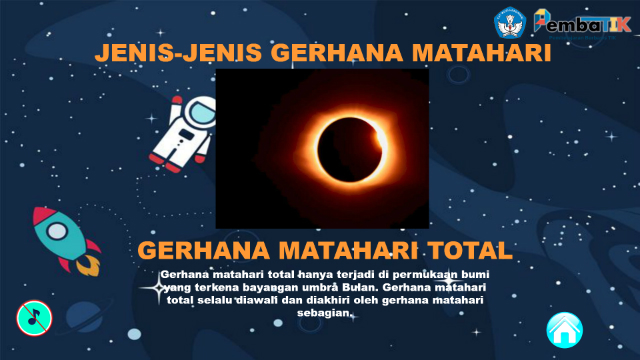 PembaTIK
JENIS-JENIS GERHANA MATAHARI
GERHANA MATAHARI TOTAL
Gerhana matahari total hanya terjadi di permukaan bumi
yang terkena bayangan umbra Bulan. Gerhana matahari
total selalu diawali dan diakhiri oleh gerhana matahari
sebagian.